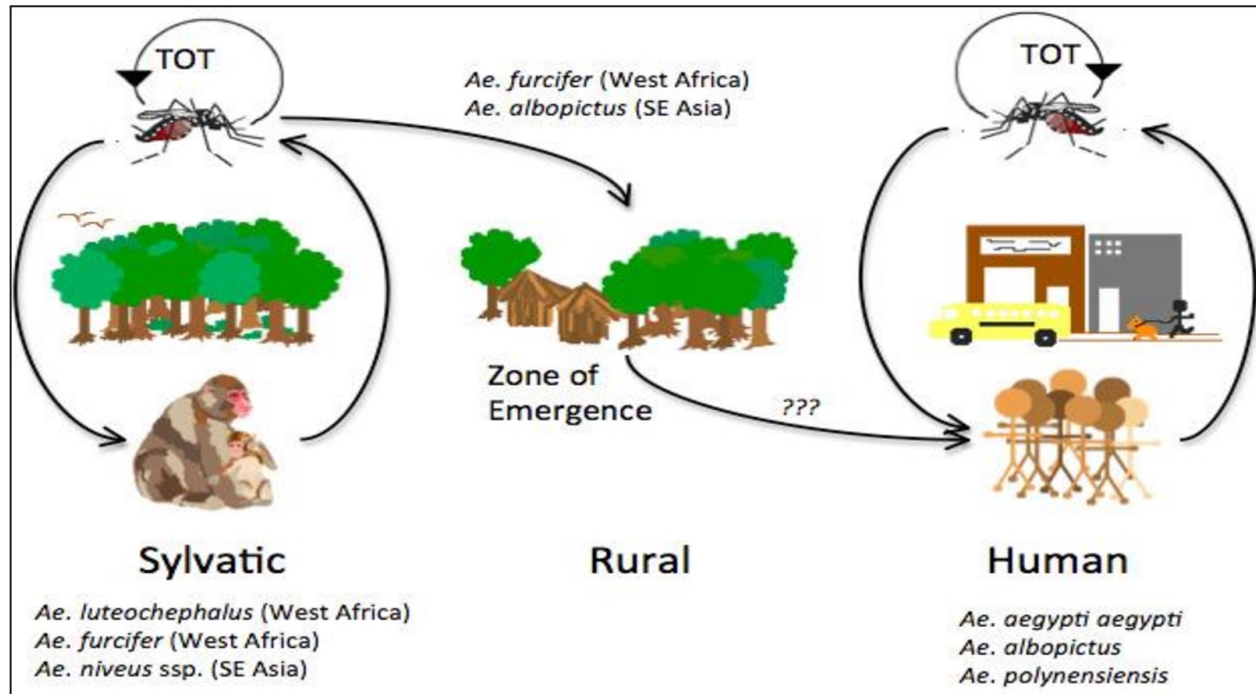 TOT
Ae. furcifer (West Africa)
Ae. albopictus (SE Asia)
TOT
Zone of
Emergence
???
Sylvatic
Rural
Human
Ae. luteochephalus (West Africa)
Ae. furcifer (West Africa)
Ae. niveus ssp. (SE Asia)
Ae. aegypti aegypti
Ae. albopictus
Ae. polynensiensis